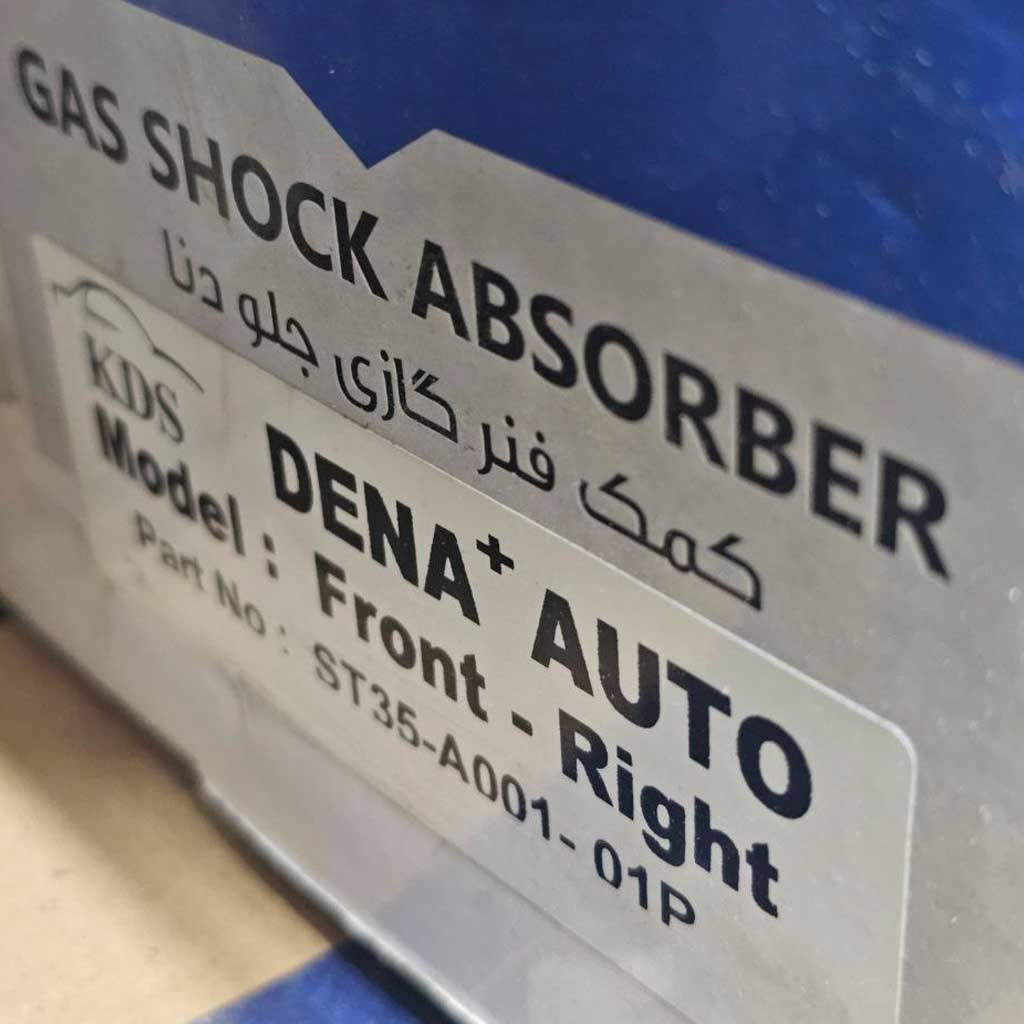 GAS SHOCK ABSORBER
کمک فنر گازی جلو دنا
KDS
DENA+ AUTO
Model : Front - Right
Part No : ST35-A001- 01P